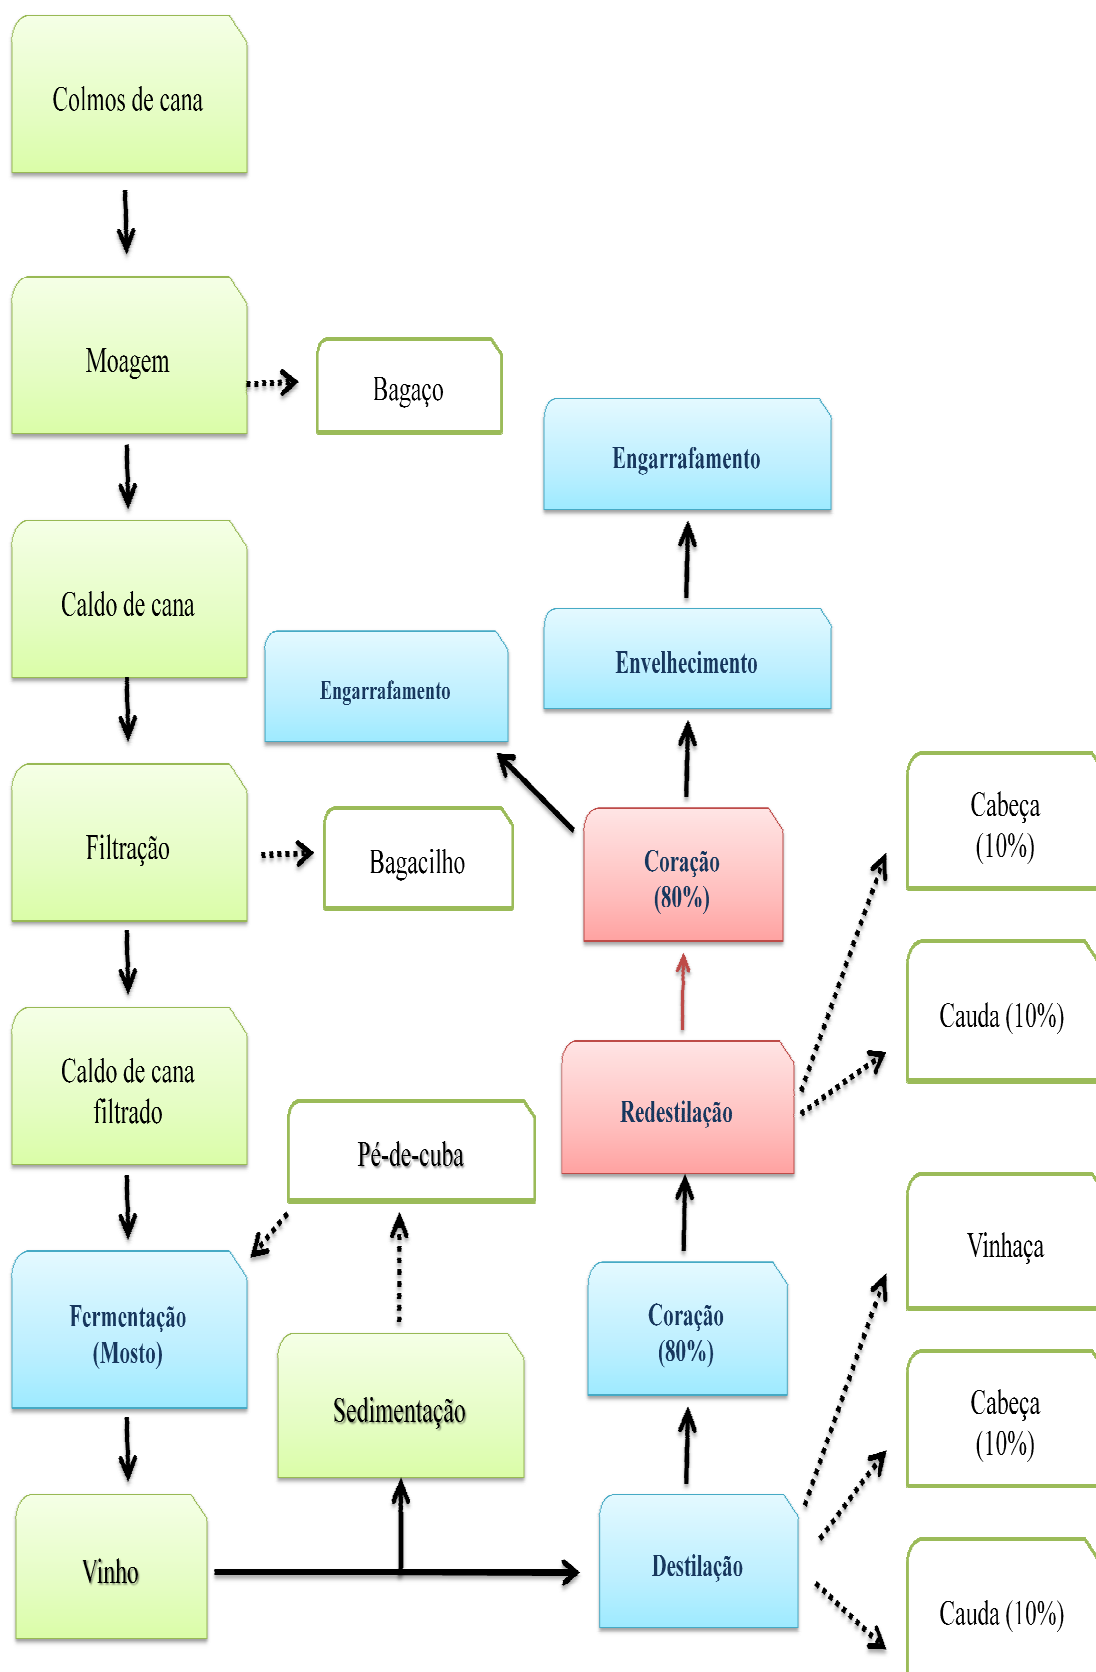 Colmos de cana
Moagem
Bagaço
Caldo de cana
Filtração
Bagacilho
Caldo de cana
filtrado
Pé-de-cuba
Fermentação
(Mosto)
Sedimentação
Vinho
Destilação
Vinhaça
Cabeça
(10%)
Cauda (10%)
Coração
(80%)
Redestilação
Cabeça
(10%)
Cauda (10%)
Coração
(80%)
Engarrafamento
Envelhecimento
Engarrafamento